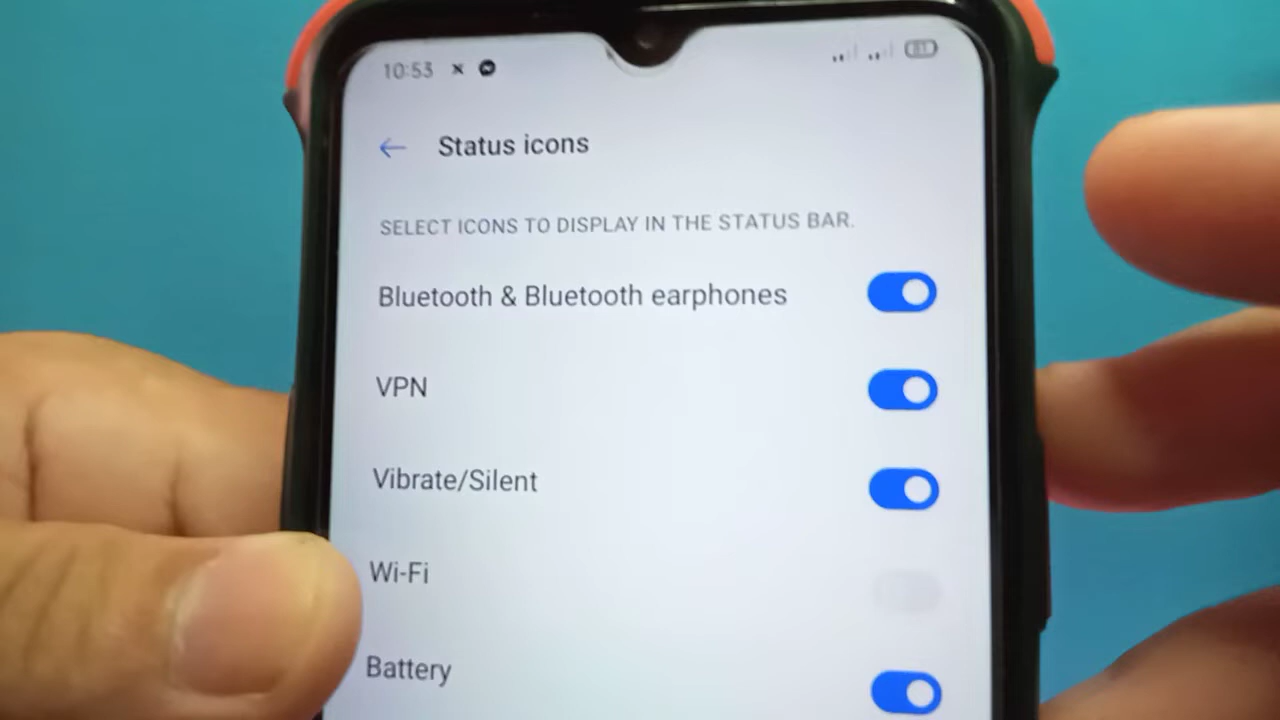 10:53
Status icons
SELECT ICONS TO DISPLAY IN THE STATUS BAR.
Bluetooth & Bluetooth earphones
VPN
Vibrate/Silent
Wi-Fi
Battery